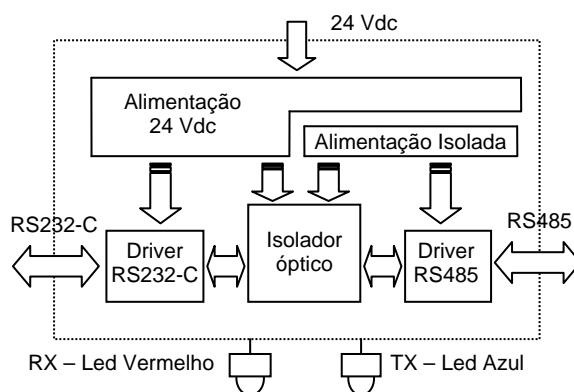 24 Vdc
Alimentação
24 Vdc
Alimentação Isolada
RS232-C
Driver
RS232-C
Isolador
óptico
Driver
RS485
RS485
RX – Led Vermelho
TX – Led Azul